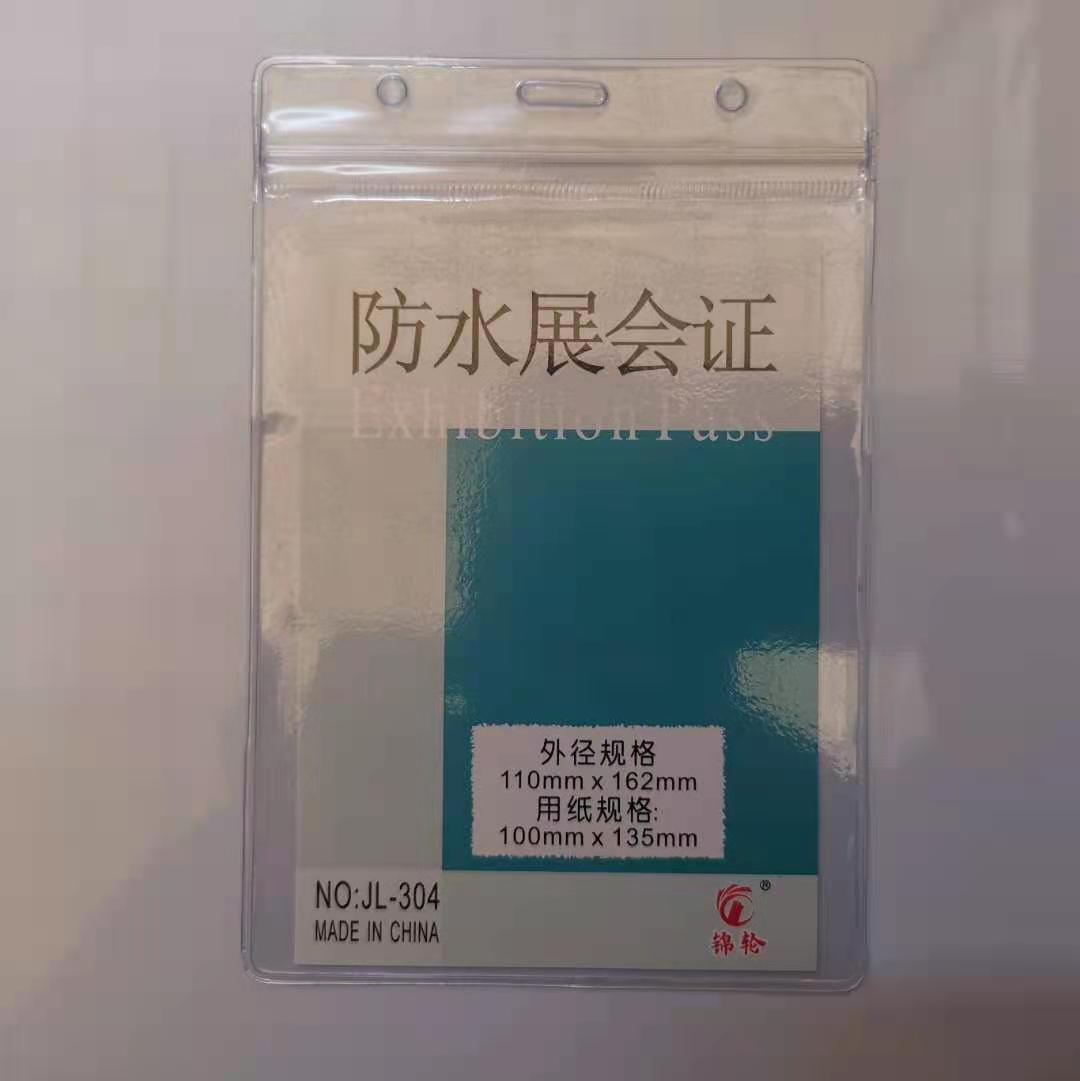 防水展会证
Exhibition Pass
外径规格
110mm x 162mm
用纸规格:
100mm x 135mm
NO:JL-304
MADE IN CHINA
®
锦轮